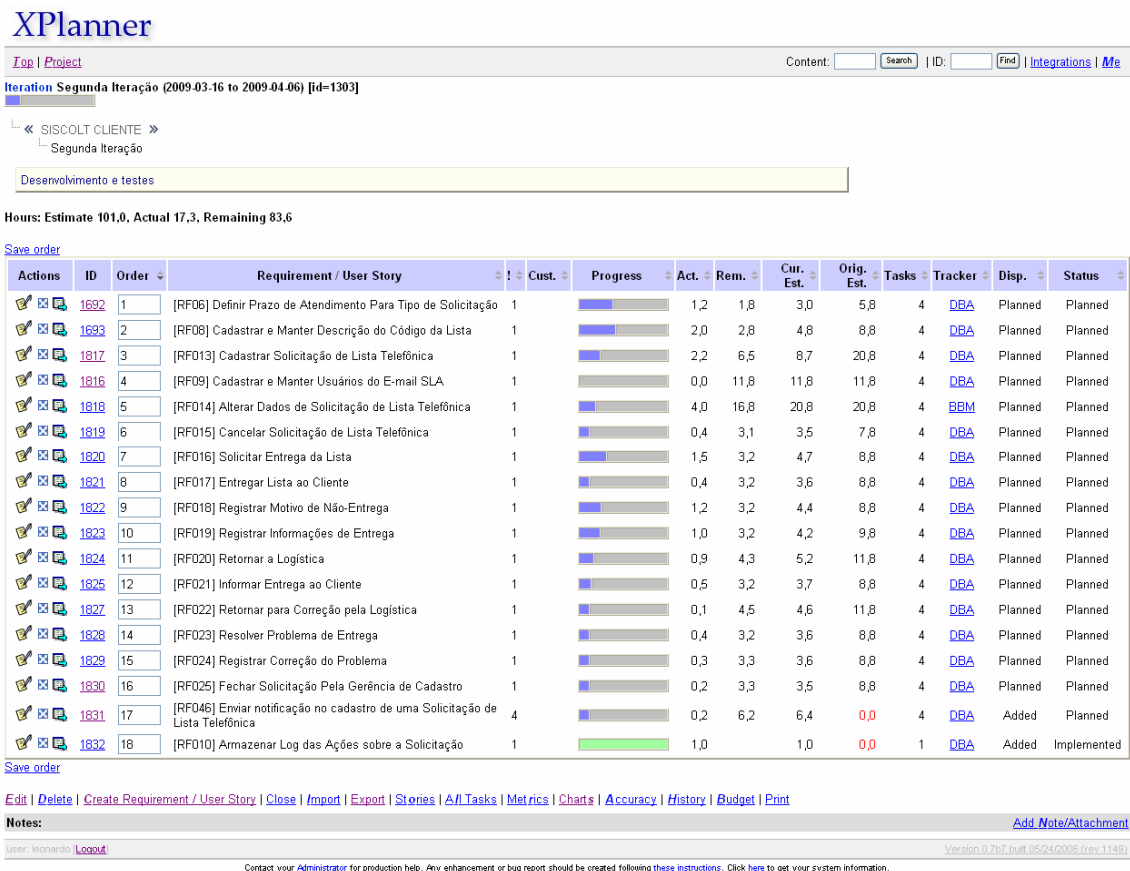 XPlanner
Top | Project Content: Search | ID: Find | Integrations | Me
Iteration Segunda Iteração (2009-03-16 to 2009-04-06) [id=1303]
« SISCOLT CLIENTE »
Segunda Iteração
Desenvolvimento e testes
Hours: Estimate 101,0, Actual 17,3, Remaining 83,6
Save order
Actions ID Order Requirement / User Story ! Cust. Progress Act. Rem. Cur. Est. Orig. Est. Tasks Tracker Disp. Status
1692 1 [RF06] Definir Prazo de Atendimento Para Tipo de Solicitação 1 1,2 1,8 3,0 5,8 4 DBA Planned Planned
1693 2 [RF08] Cadastrar e Manter Descrição do Código da Lista 1 2,0 2,8 4,8 8,8 4 DBA Planned Planned
1817 3 [RF013] Cadastrar Solicitação de Lista Telefônica 1 2,2 6,5 8,7 20,8 4 DBA Planned Planned
1816 4 [RF09] Cadastrar e Manter Usuários do E-mail SLA 1 0,0 11,8 11,8 11,8 4 DBA Planned Planned
1818 5 [RF014] Alterar Dados de Solicitação de Lista Telefônica 1 4,0 16,8 20,8 20,8 4 BBM Planned Planned
1819 6 [RF015] Cancelar Solicitação de Lista Telefônica 1 0,4 3,1 3,5 7,8 4 DBA Planned Planned
1820 7 [RF016] Solicitar Entrega da Lista 1 1,5 3,2 4,7 8,8 4 DBA Planned Planned
1821 8 [RF017] Entregar Lista ao Cliente 1 0,4 3,2 3,6 8,8 4 DBA Planned Planned
1822 9 [RF018] Registrar Motivo de Não-Entrega 1 1,2 3,2 4,4 8,8 4 DBA Planned Planned
1823 10 [RF019] Registrar Informações de Entrega 1 1,0 3,2 4,2 9,8 4 DBA Planned Planned
1824 11 [RF020] Retornar a Logística 1 0,9 4,3 5,2 11,8 4 DBA Planned Planned
1825 12 [RF021] Informar Entrega ao Cliente 1 0,5 3,2 3,7 8,8 4 DBA Planned Planned
1827 13 [RF022] Retornar para Correção pela Logística 1 0,1 4,5 4,6 11,8 4 DBA Planned Planned
1828 14 [RF023] Resolver Problema de Entrega 1 0,4 3,2 3,6 8,8 4 DBA Planned Planned
1829 15 [RF024] Registrar Correção do Problema 1 0,3 3,3 3,6 8,8 4 DBA Planned Planned
1830 16 [RF025] Fechar Solicitação Pela Gerência de Cadastro 1 0,2 3,3 3,5 8,8 4 DBA Planned Planned
1831 17 [RF046] Enviar notificação no cadastro de uma Solicitação de Lista Telefônica 4 0,2 6,2 6,4 0,0 4 DBA Added Planned
1832 18 [RF010] Armazenar Log das Ações sobre a Solicitação 1 1,0 1,0 0,0 1 DBA Added Implemented
Save order
Edit | Delete | Create Requirement / User Story | Close | Import | Export | Stories | All Tasks | Metrics | Charts | Accuracy | History | Budget | Print
Notes: Add Note/Attachment
user: leonardo [Logout] Version 0.7b7 built 05/24/2006 (rev 1149)
Contact your Administrator for production help. Any enhancement or bug report should be created following these instructions. Click here to get your system information.